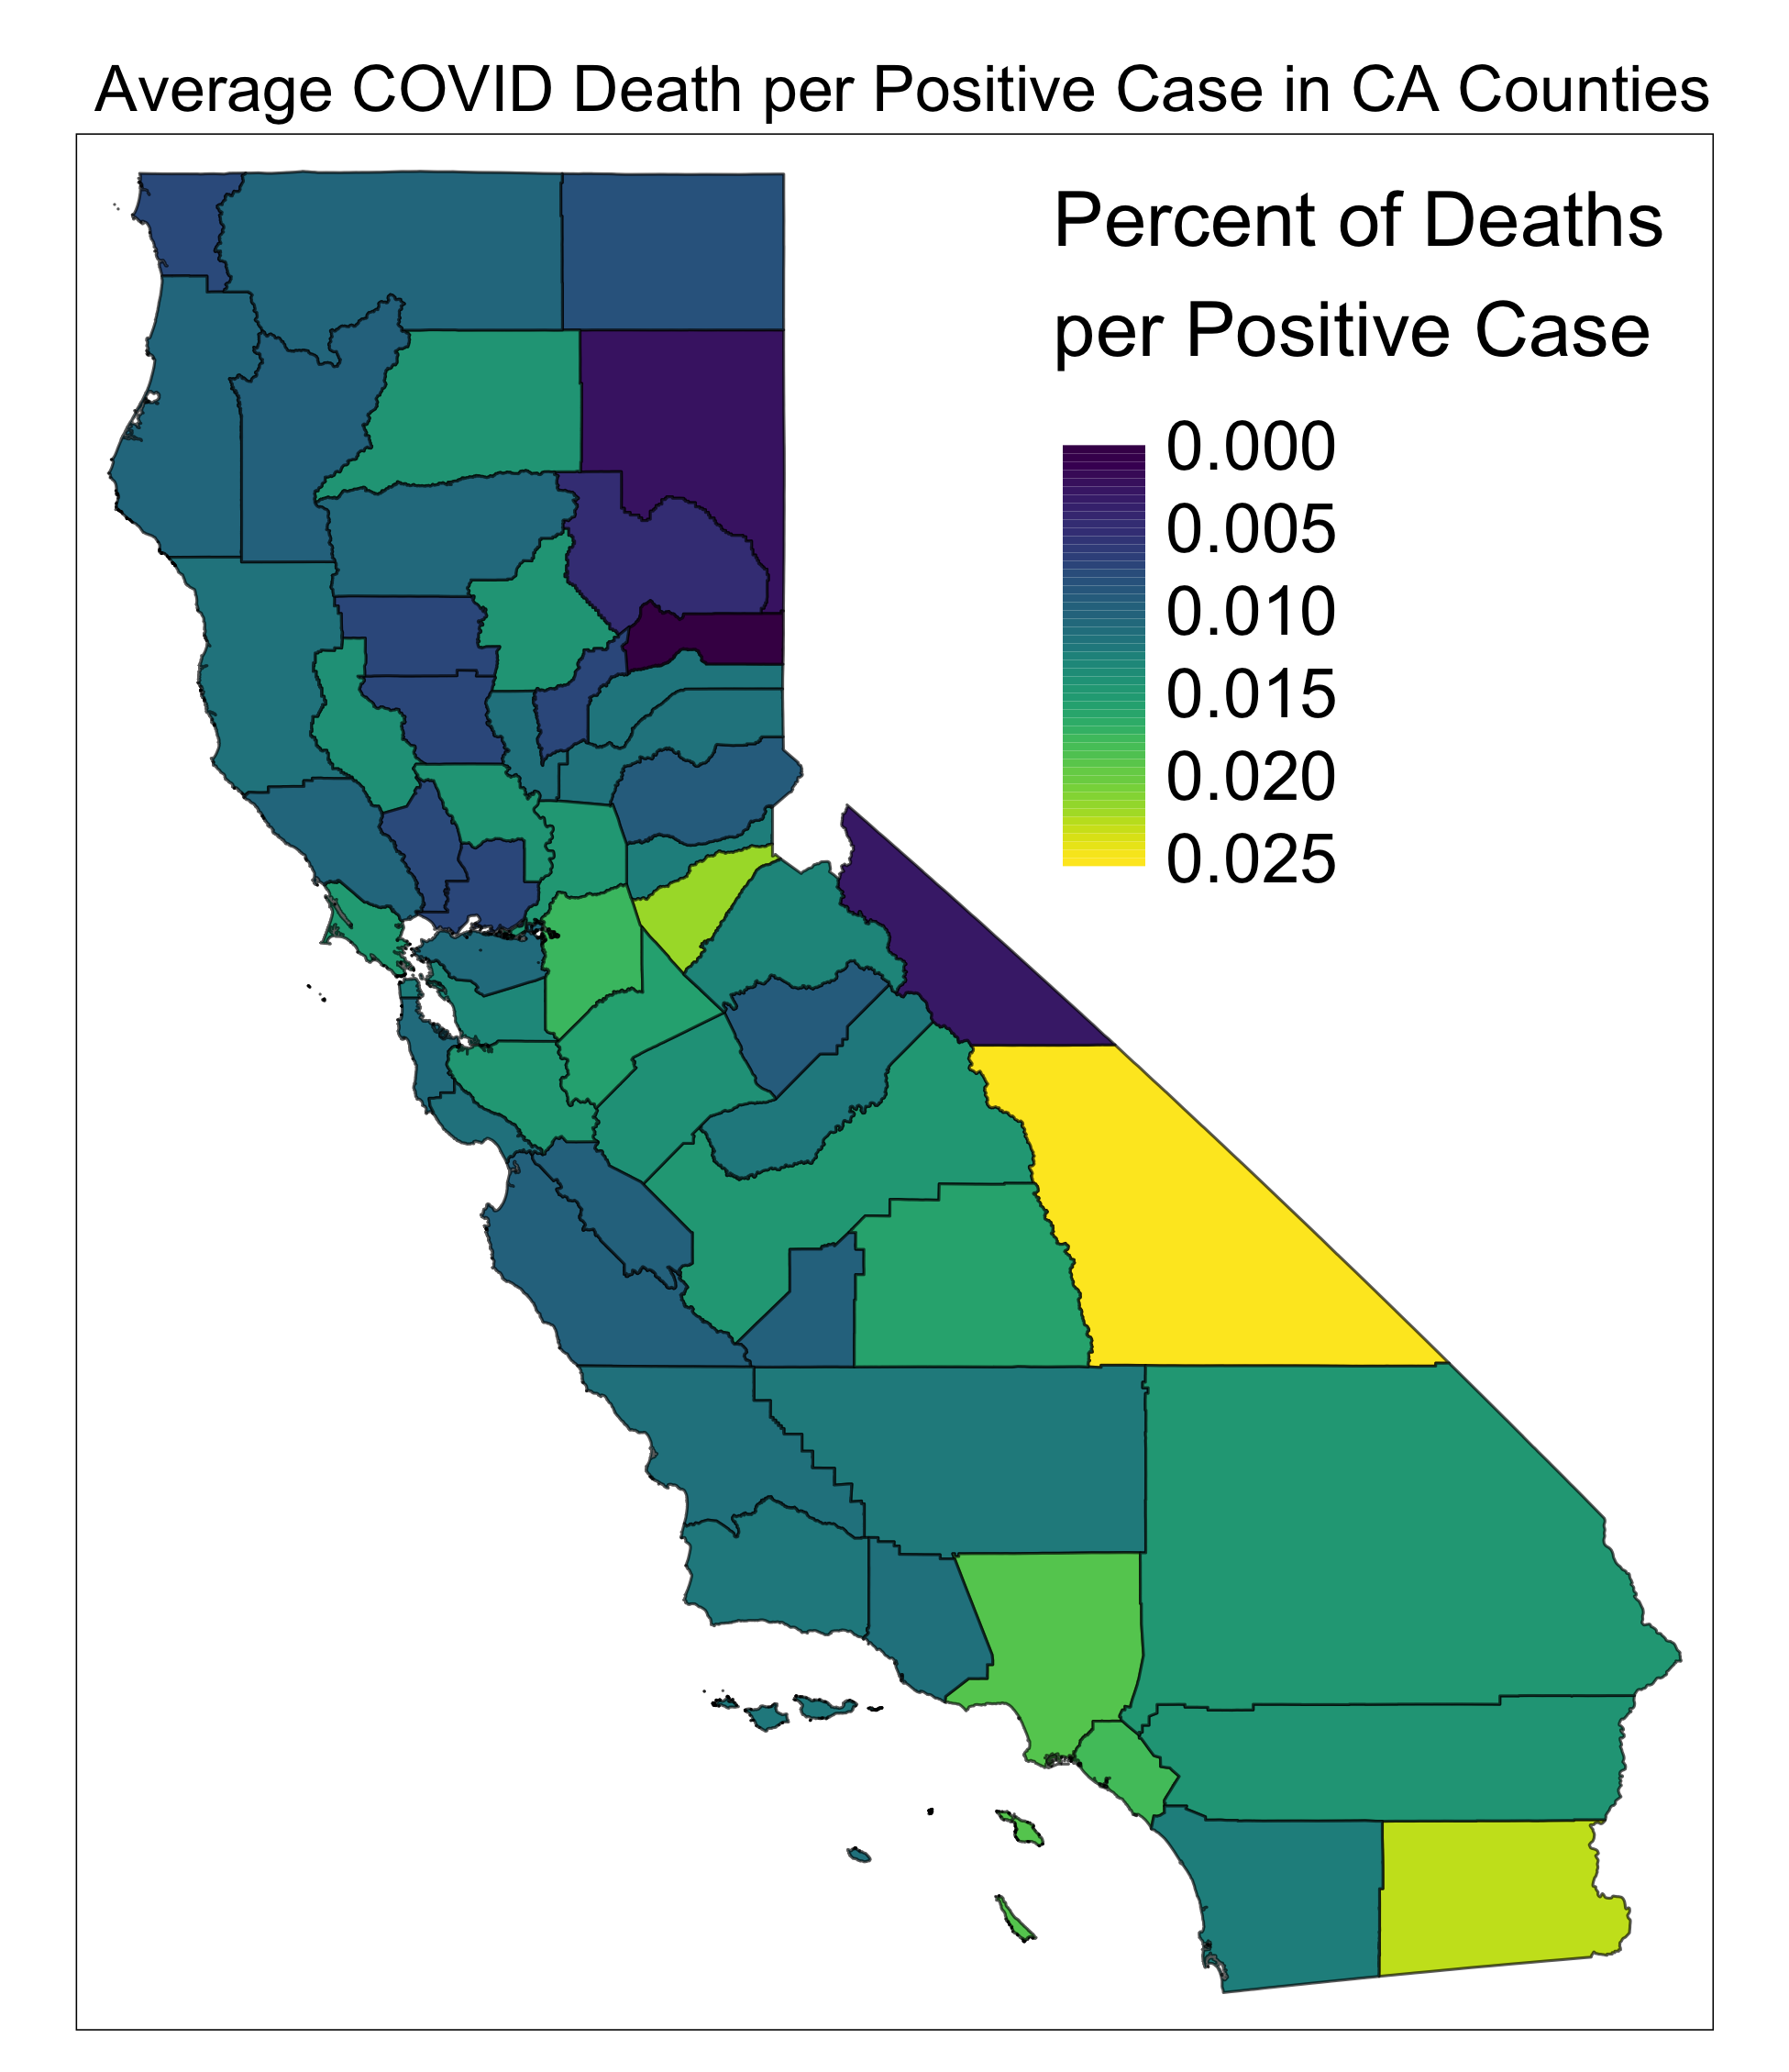 Average COVID Death per Positive Case in CA Counties
Percent of Deaths
per Positive Case
0.000
0.005
0.010
0.015
0.020
0.025